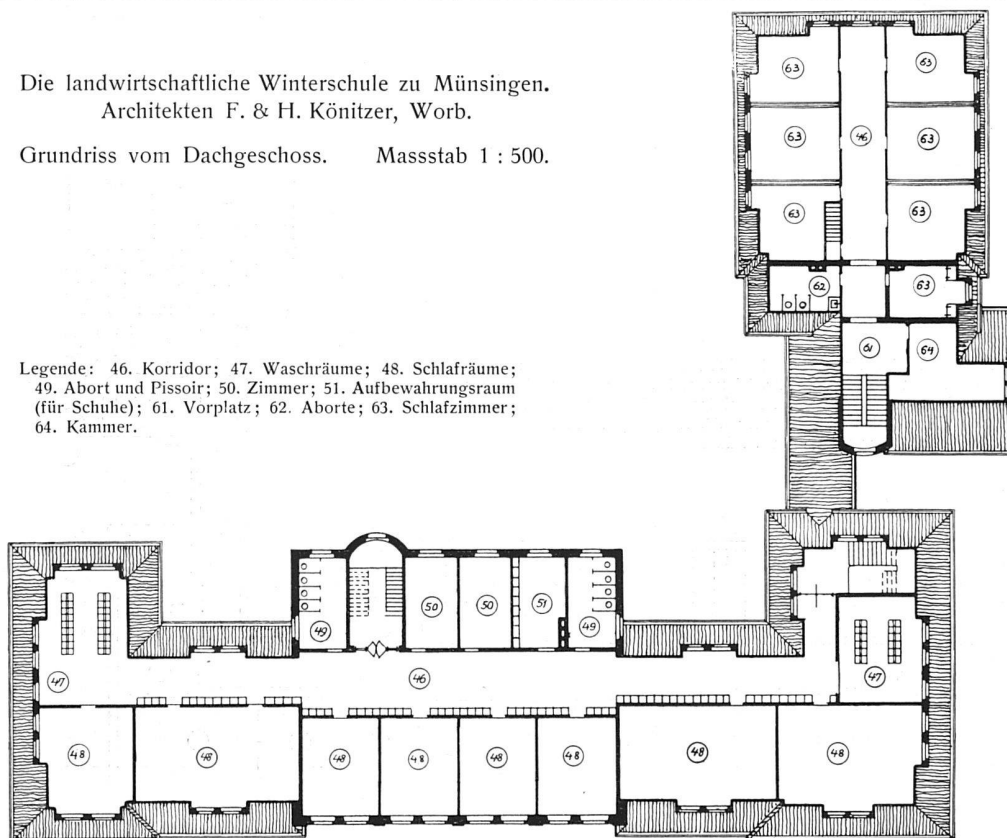 Die landwirtschaftliche Winterschule zu Münsingen.
Architekten F. & H. Könitzer, Worb.
Grundriss vom Dachgeschoss. Massstab 1 : 500.
Legende: 46. Korridor; 47. Waschräume; 48. Schlafräume;
49. Abort und Pissoir; 50. Zimmer; 51. Aufbewahrungsraum
(für Schuhe); 61. Vorplatz; 62. Aborte; 63. Schlafzimmer;
64. Kammer.
63 63
63 46 63
63 63
62 63
61 64
49 50 50 51 49
47 46 47
48 48 48 48 48 48 48 48